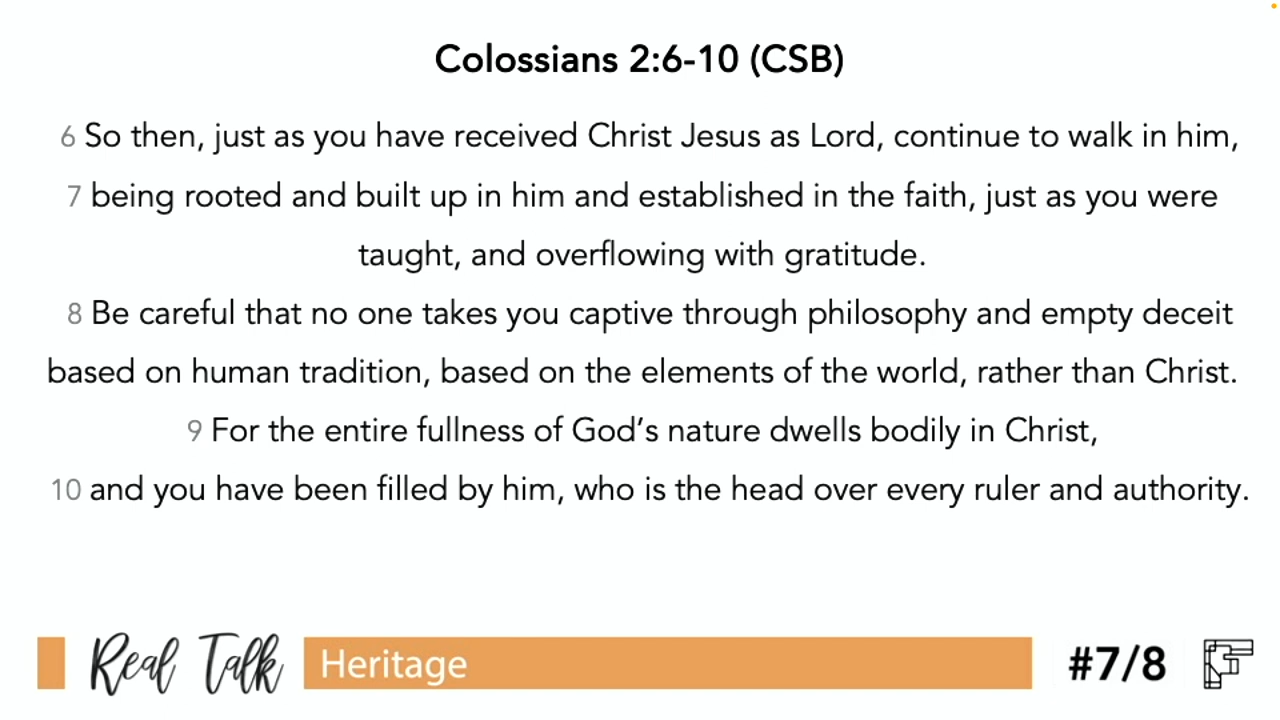 Colossians 2:6-10 (CSB)
6 So then, just as you have received Christ Jesus as Lord, continue to walk in him,
7 being rooted and built up in him and established in the faith, just as you were
taught, and overflowing with gratitude.
8 Be careful that no one takes you captive through philosophy and empty deceit
based on human tradition, based on the elements of the world, rather than Christ.
9 For the entire fullness of God’s nature dwells bodily in Christ,
10 and you have been filled by him, who is the head over every ruler and authority.
Real Talk Heritage #7/8